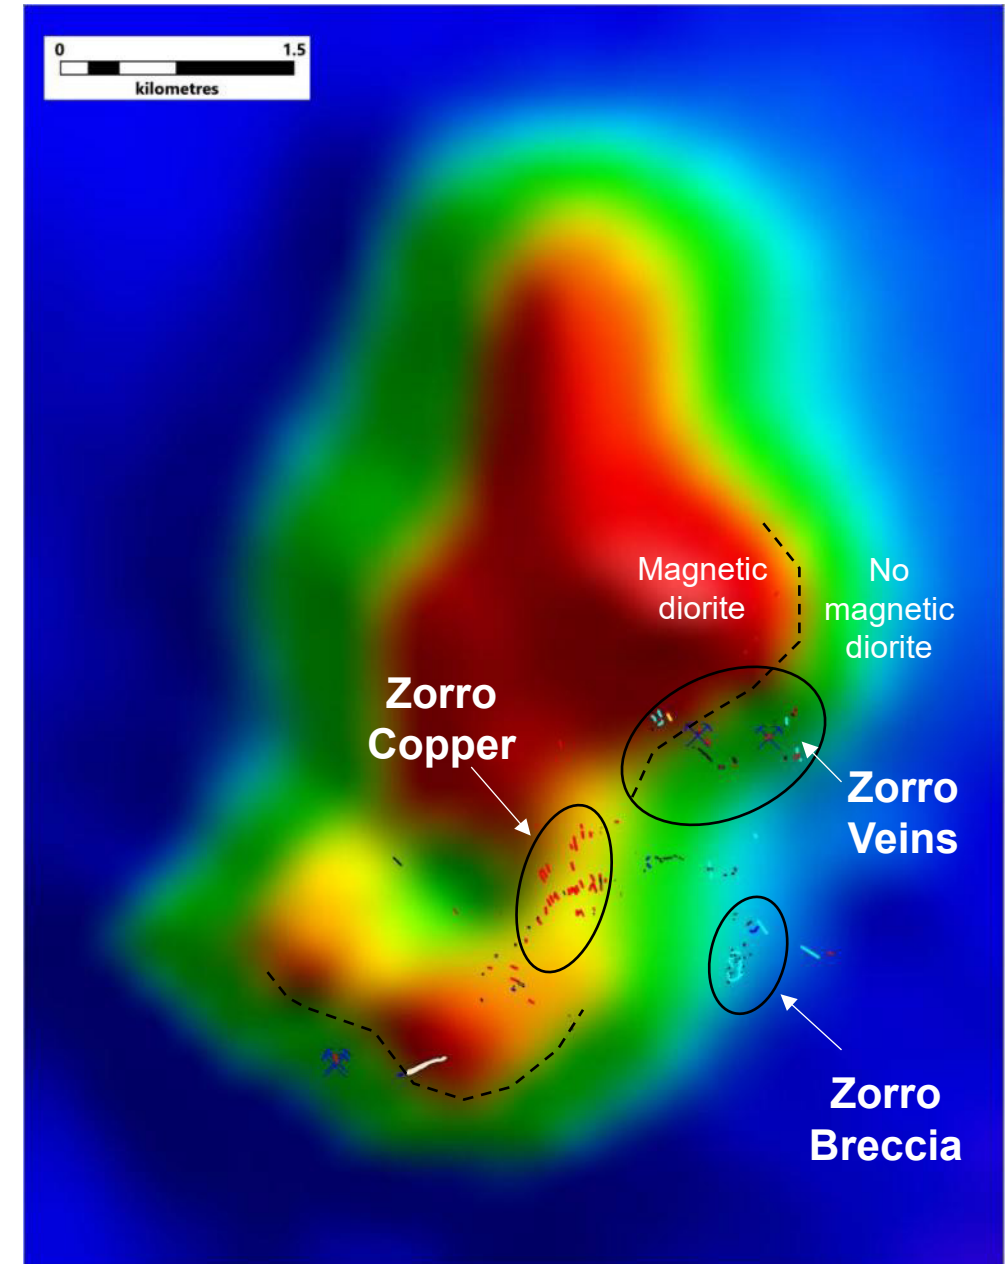 0 1.5
kilometres
Magnetic
diorite
No
magnetic
diorite
Zorro
Copper
Zorro
Veins
Zorro
Breccia